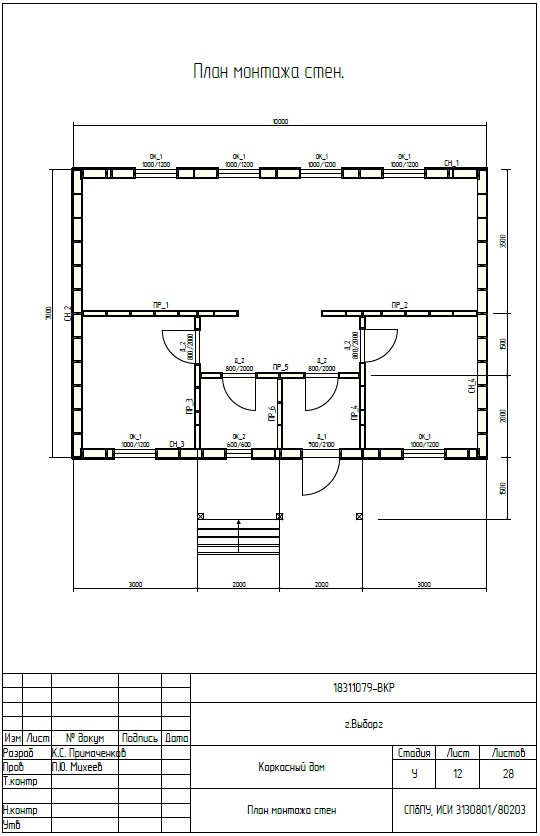 План монтажа стен.
10000
ОК_1
1000/1200
ОК_1
1000/1200
ОК_1
1000/1200
ОК_1
1000/1200
СН_1
7000
СН_2
3500
ПР_1
ПР_2
Д_2
800/2000
Д_2
800/2000
1500
Д_2
800/2000
ПР_5
Д_2
800/2000
ПР_3
ПР_6
ПР_4
СН_4
2000
ОК_1
1000/1200
СН_3
ОК_2
600/600
Д_1
900/2100
ОК_1
1000/1200
1500
3000
2000
2000
3000
18311079-ВКР
г.Выборг
Изм Лист № докум Подпись Дата
Разраб К.С. Примаченков
Пров П.Ю. Михеев
Т.контр
Н.контр
Утв
Каркасный дом
Стадия Лист Листов
У 12 28
План монтажа стен
СПбПУ, ИСИ 3130801/80203